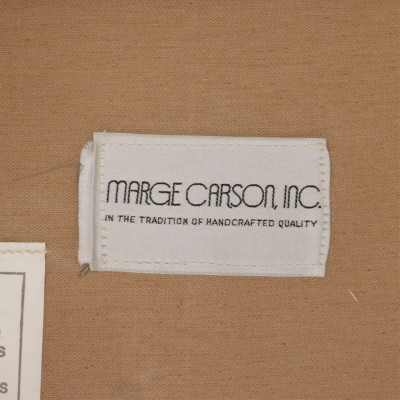 MARGE CARSON, INC.
IN THE TRADITION OF HANDCRAFTED QUALITY